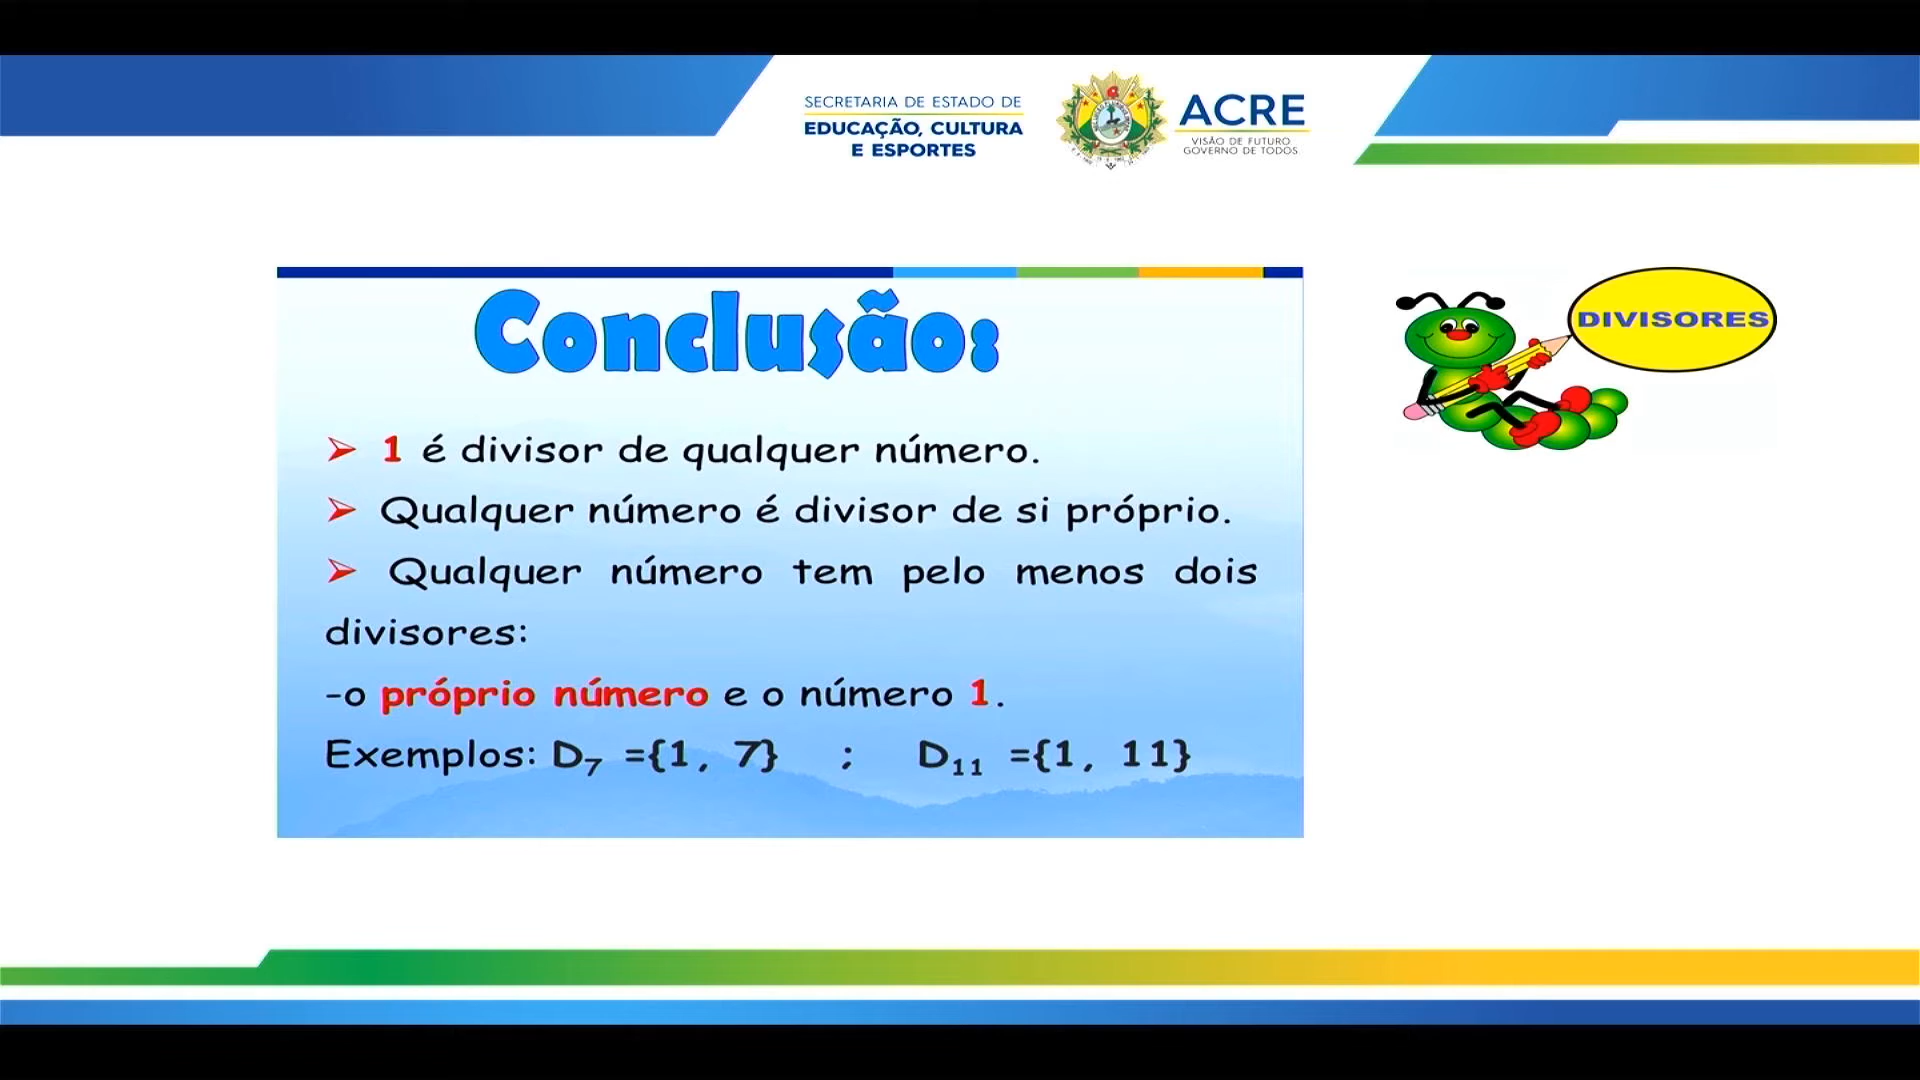 SECRETARIA DE ESTADO DE
EDUCAÇÃO, CULTURA
E ESPORTES
ACRE
VISÃO DE FUTURO
GOVERNO DE TODOS
Conclusão:
DIVISORES
➢ 1 é divisor de qualquer número.
➢ Qualquer número é divisor de si próprio.
➢ Qualquer número tem pelo menos dois
divisores:
-o próprio número e o número 1.
Exemplos: D₇ ={1, 7} ; D₁₁ ={1, 11}